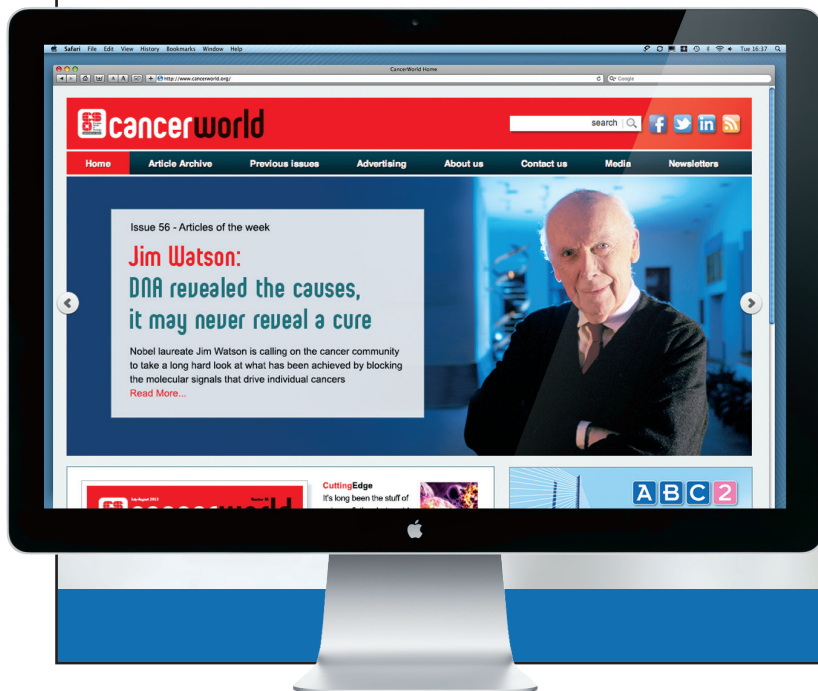 Safari File Edit View History Bookmarks Window Help
Tue 16:37
CancerWorld Home
http://www.cancerworld.org/
Google
cancerworld
search
Home Article Archive Previous issues Advertising About us Contact us Media Newsletters
Issue 56 - Articles of the week
Jim Watson:
DNA revealed the causes,
it may never reveal a cure
Nobel laureate Jim Watson is calling on the cancer community
to take a long hard look at what has been achieved by blocking
the molecular signals that drive individual cancers
Read More...
CuttingEdge
It's long been the stuff of
July-August 2013
A B C 2